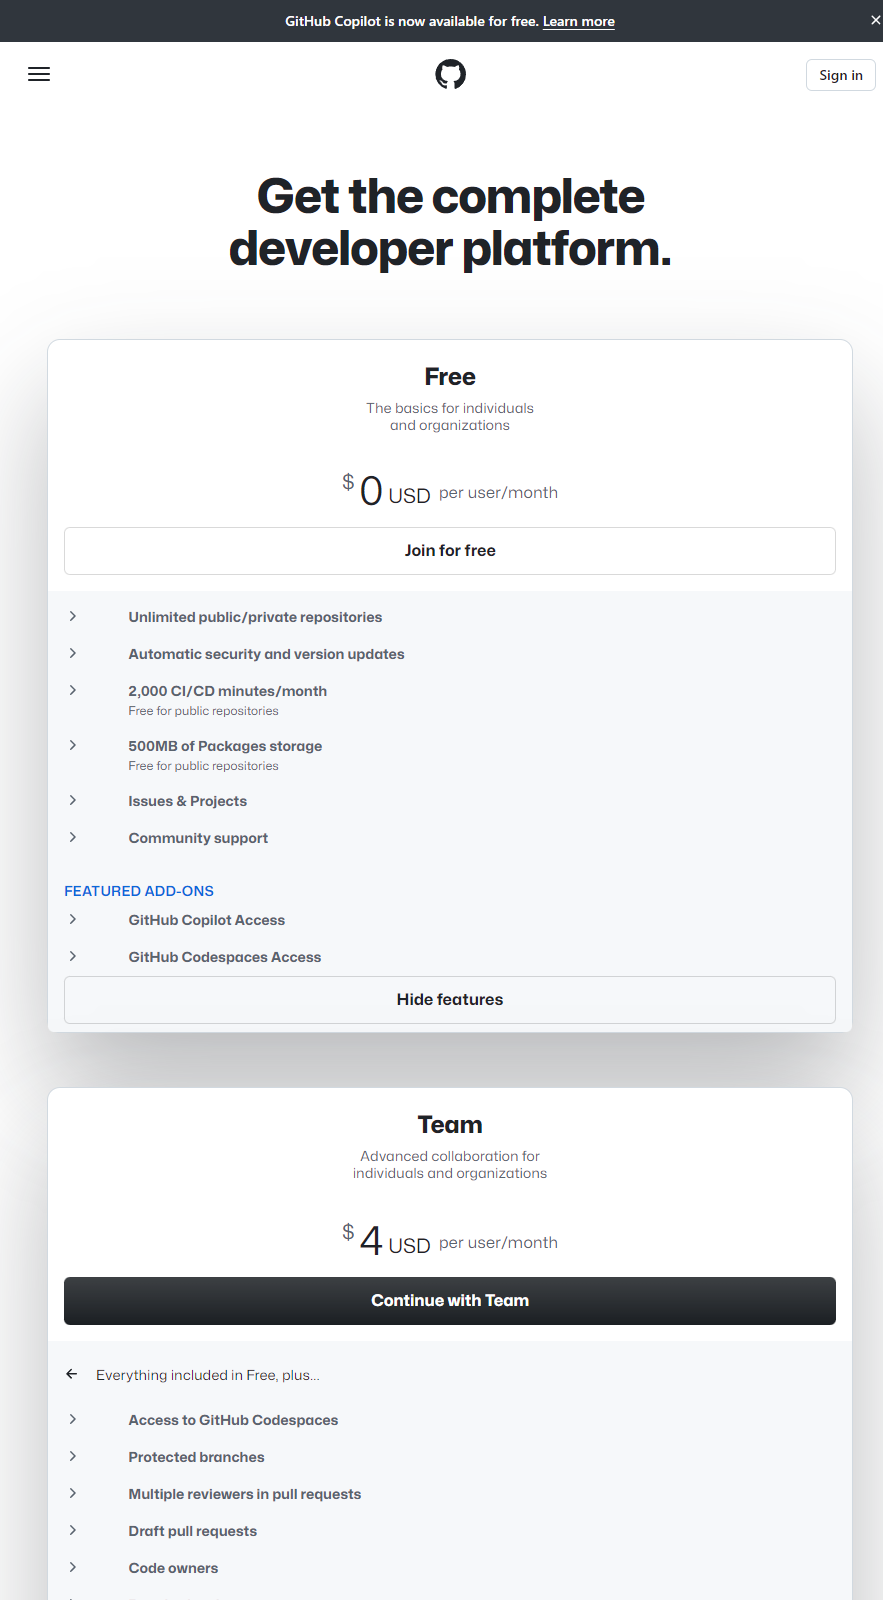 GitHub Copilot is now available for free. Learn more
Sign in
Get the complete
developer platform.
Free
The basics for individuals
and organizations
$0 USD per user/month
Join for free
Unlimited public/private repositories
Automatic security and version updates
2,000 CI/CD minutes/month
Free for public repositories
500MB of Packages storage
Free for public repositories
Issues & Projects
Community support
FEATURED ADD-ONS
GitHub Copilot Access
GitHub Codespaces Access
Hide features
Team
Advanced collaboration for
individuals and organizations
$4 USD per user/month
Continue with Team
Everything included in Free, plus...
Access to GitHub Codespaces
Protected branches
Multiple reviewers in pull requests
Draft pull requests
Code owners